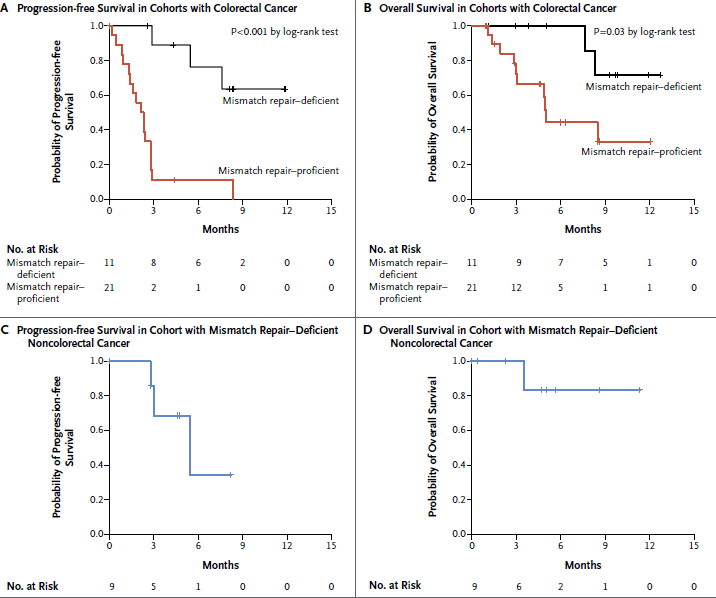 A Progression-free Survival in Cohorts with Colorectal Cancer
P<0.001 by log-rank test
Mismatch repair–deficient
Mismatch repair–proficient
Probability of Progression-free
Survival
1.0
0.8
0.6
0.4
0.2
0.0
0 3 6 9 12 15
Months
No. at Risk
Mismatch repair–
deficient
11 8 6 2 0 0
Mismatch repair–
proficient
21 2 1 0 0 0
B Overall Survival in Cohorts with Colorectal Cancer
P=0.03 by log-rank test
Mismatch repair–deficient
Mismatch repair–proficient
Probability of Overall Survival
1.0
0.8
0.6
0.4
0.2
0.0
0 3 6 9 12 15
Months
No. at Risk
Mismatch repair–
deficient
11 9 7 5 1 0
Mismatch repair–
proficient
21 12 5 1 1 0
C Progression-free Survival in Cohort with Mismatch Repair–Deficient
Noncolorectal Cancer
Probability of Progression-free
Survival
1.0
0.8
0.6
0.4
0.2
0.0
0 3 6 9 12 15
Months
No. at Risk 9 5 1 0 0 0
D Overall Survival in Cohort with Mismatch Repair–Deficient
Noncolorectal Cancer
Probability of Overall Survival
1.0
0.8
0.6
0.4
0.2
0.0
0 3 6 9 12 15
Months
No. at Risk 9 6 2 1 0 0